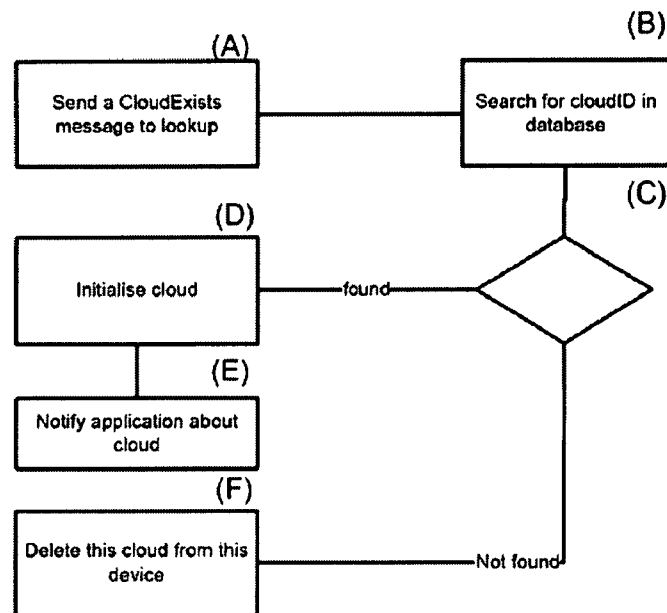 (A)
Send a CloudExists
message to lookup
(B)
Search for cloudID in
database
(C)
(D)
Initialise cloud
found
(E)
Notify application about
cloud
(F)
Delete this cloud from this
device
Not found